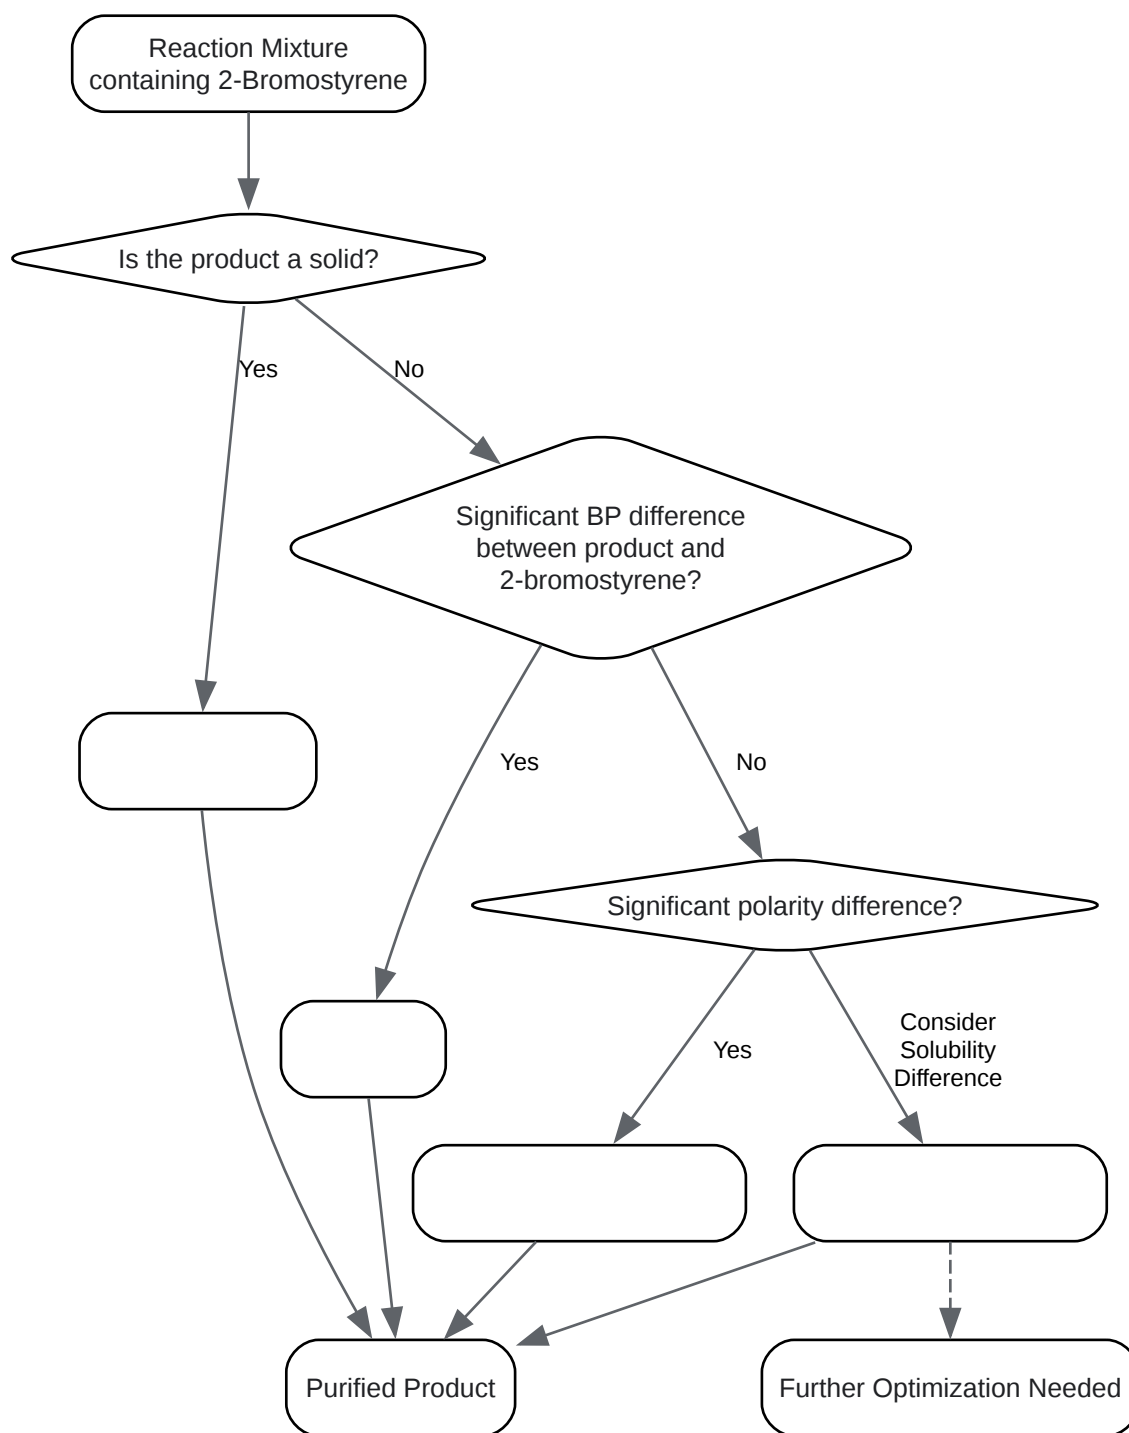 Reaction Mixture
containing 2-Bromostyrene
Is the product a solid?
Yes
No
Significant BP difference
between product and
2-bromostyrene?
Yes
No
Significant polarity difference?
Yes
Consider
Solubility
Difference
Purified Product
Further Optimization Needed